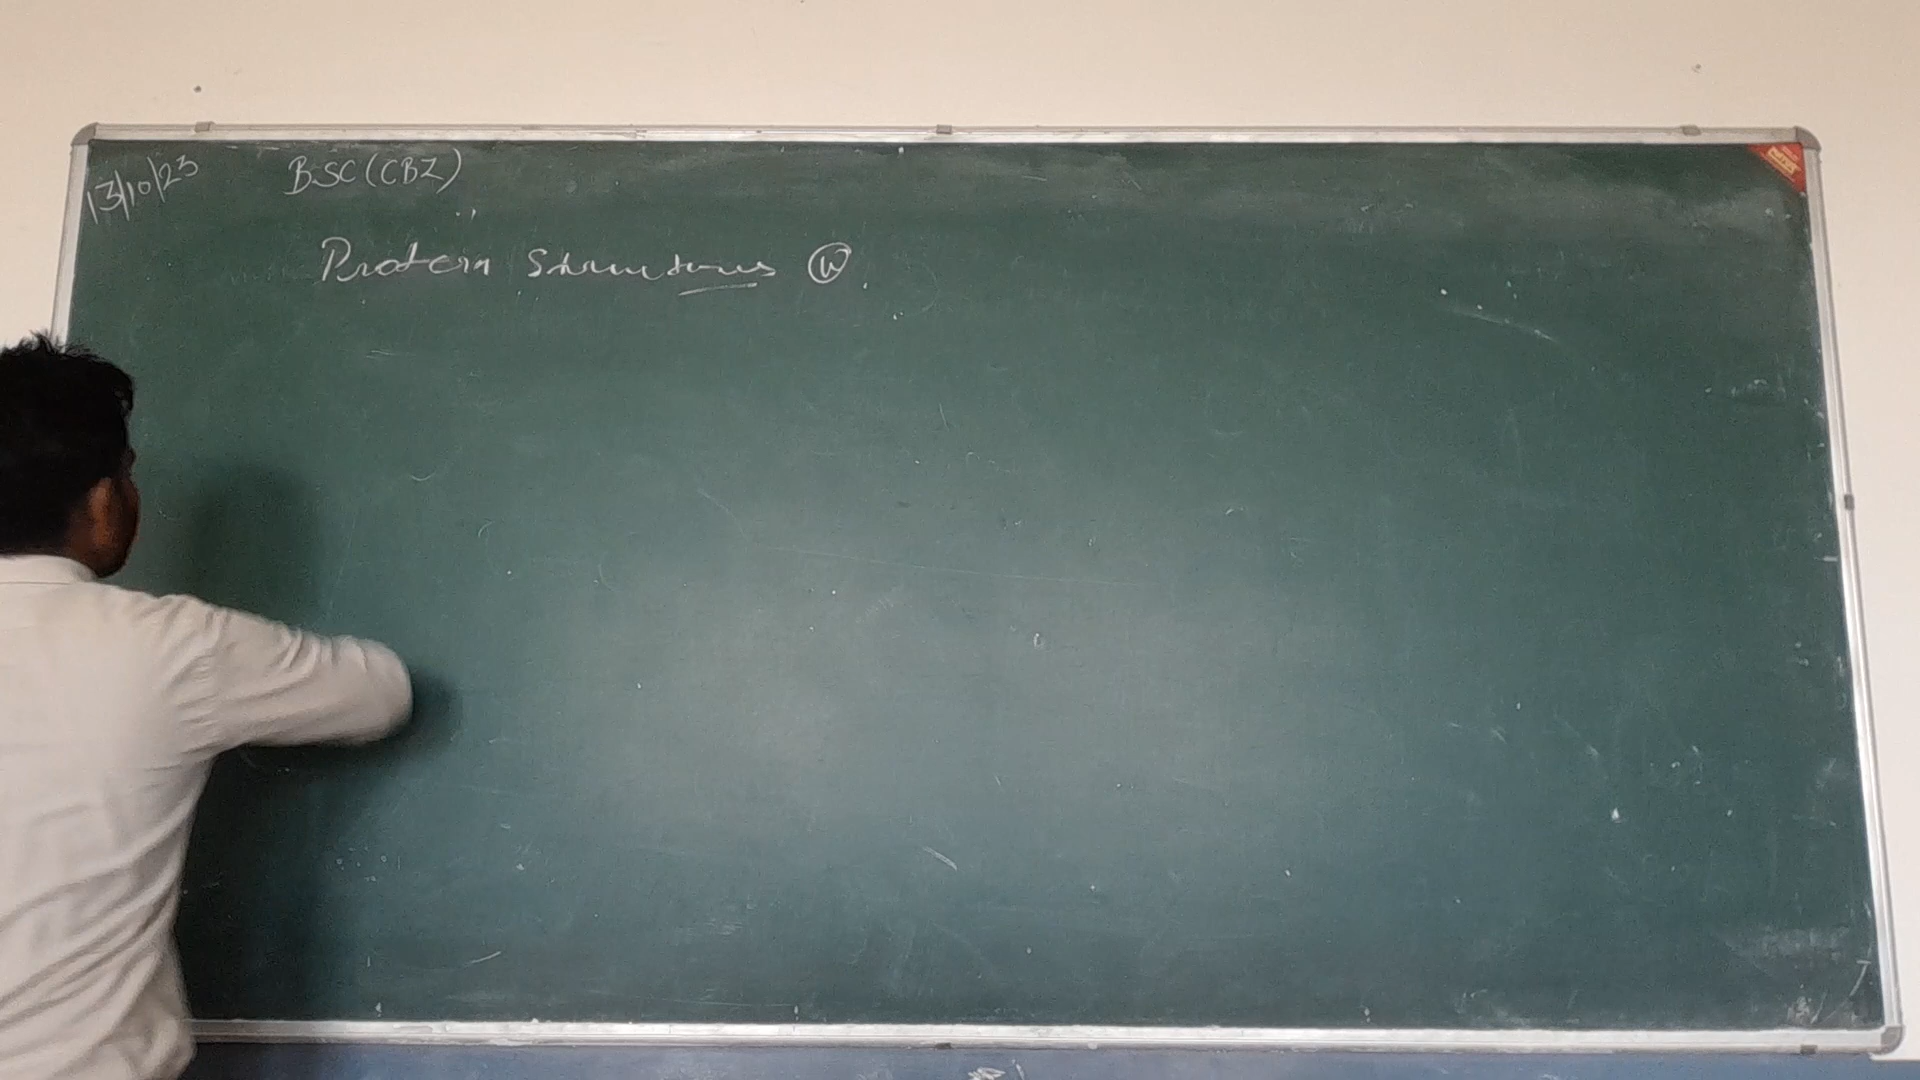 13/10/23 BSC (CBZ)
Protein Structures W